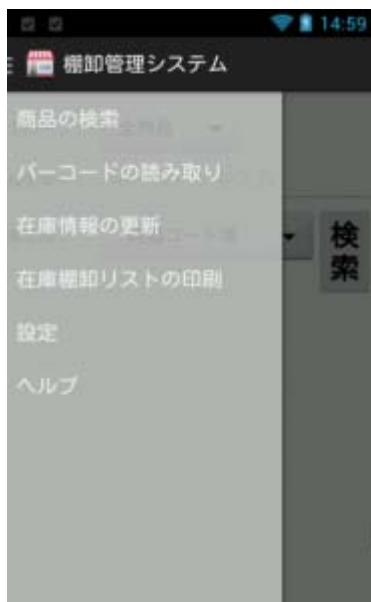 14:59
棚卸管理システム
商品の検索
バーコードの読み取り
在庫情報の更新
在庫棚卸リストの印刷
設定
ヘルプ
検
索